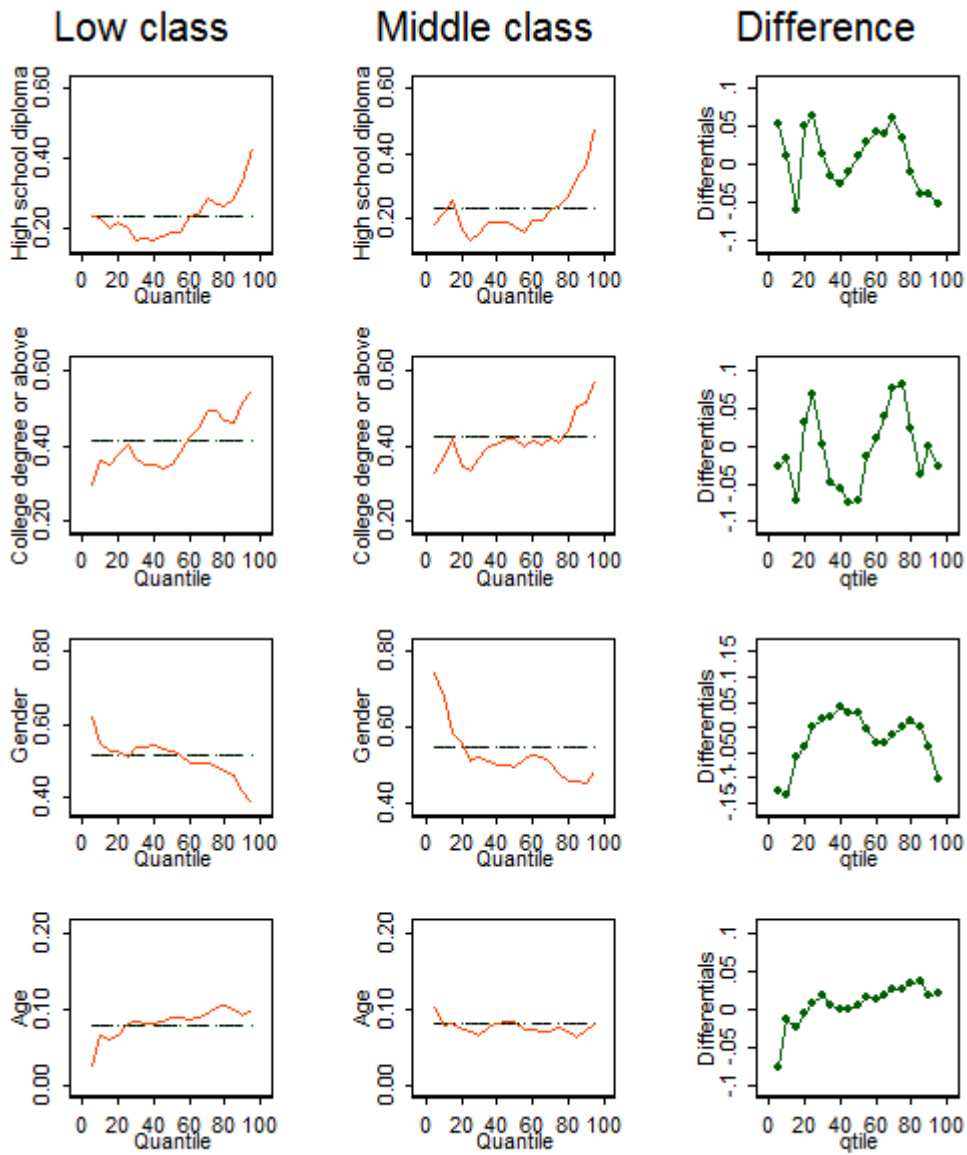 Low class Middle class Difference
High school diploma
0.20 0.40 0.60
0 20 40 60 80 100
Quantile
High school diploma
0.20 0.40 0.60
0 20 40 60 80 100
Quantile
Differentials
-.1 -.05 0 .05 .1
0 20 40 60 80 100
qtile
College degree or above
0.20 0.40 0.60
0 20 40 60 80 100
Quantile
College degree or above
0.20 0.40 0.60
0 20 40 60 80 100
Quantile
Differentials
-.1 -.05 0 .05 .1
0 20 40 60 80 100
qtile
Gender
0.40 0.60 0.80
0 20 40 60 80 100
Quantile
Gender
0.40 0.60 0.80
0 20 40 60 80 100
Quantile
Differentials
-.15 -.1 -.05 0 .05 .1 .15
0 20 40 60 80 100
qtile
Age
0.00 0.10 0.20
0 20 40 60 80 100
Quantile
Age
0.00 0.10 0.20
0 20 40 60 80 100
Quantile
Differentials
-.1 -.05 0 .05 .1
0 20 40 60 80 100
qtile